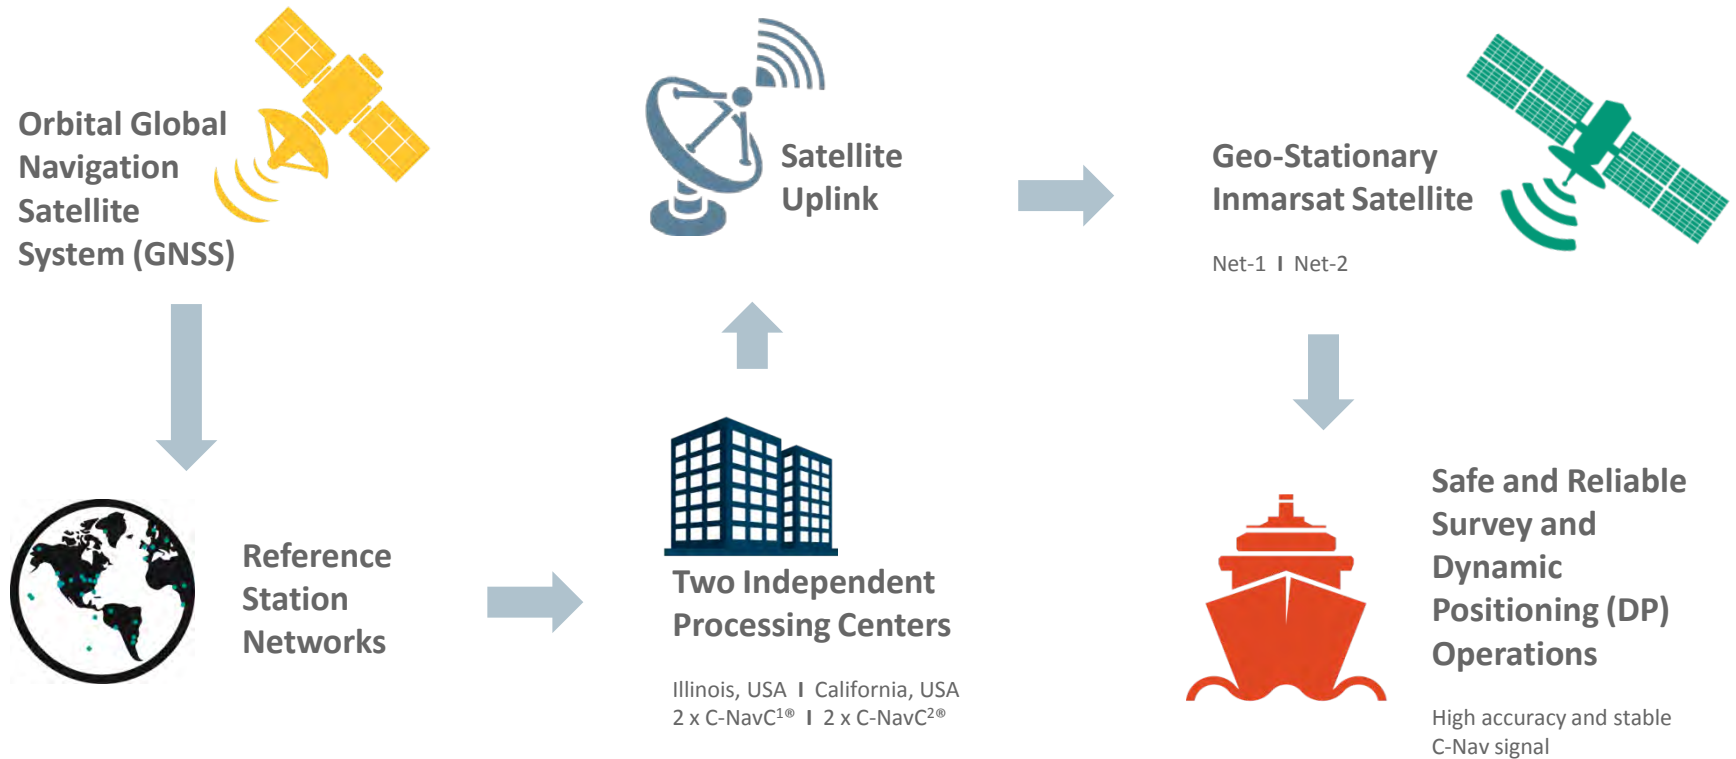 Orbital Global
Navigation
Satellite
System (GNSS)
Reference
Station
Networks
Two Independent
Processing Centers
Illinois, USA I California, USA
2 x C-NavC¹® I 2 x C-NavC²®
Satellite
Uplink
Geo-Stationary
Inmarsat Satellite
Net-1 I Net-2
Safe and Reliable
Survey and
Dynamic
Positioning (DP)
Operations
High accuracy and stable
C-Nav signal